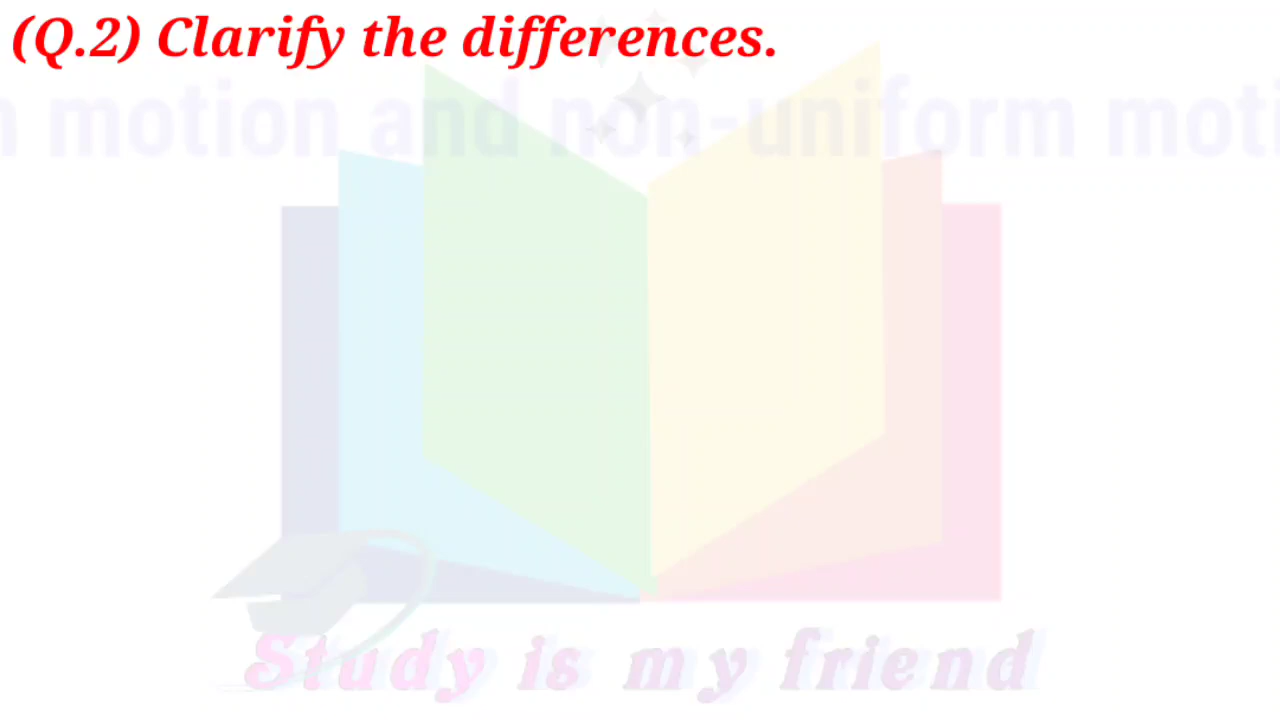 (Q.2) Clarify the differences.
motion and non-uniform moti
Study is my friend